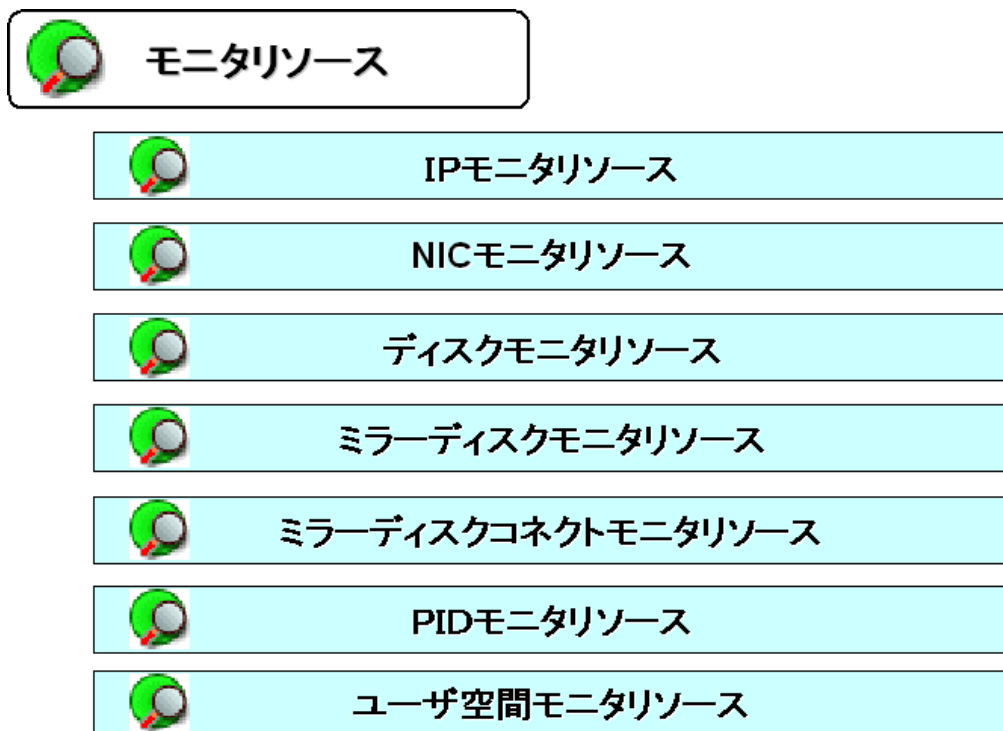 モニタリソース
IPモニタリソース
NICモニタリソース
ディスクモニタリソース
ミラーディスクモニタリソース
ミラーディスクコネクトモニタリソース
PIDモニタリソース
ユーザ空間モニタリソース